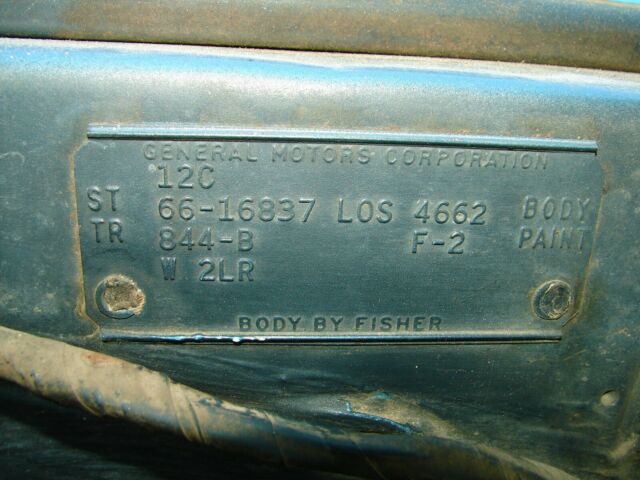 GENERAL MOTORS CORPORATION
12C
ST 66-16837 LOS 4662 BODY
TR 844-B F-2 PAINT
W 2LR
BODY BY FISHER